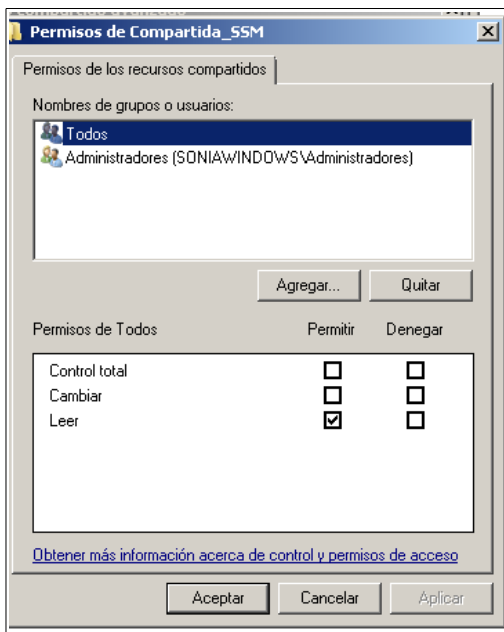 Permisos de Compartida_SSM
Permisos de los recursos compartidos
Nombres de grupos o usuarios:
Todos
Administradores (SONIAWINDOWS\Administradores)
Agregar... Quitar
Permisos de Todos Permitir Denegar
Control total
Cambiar
Leer
Obtener más información acerca de control y permisos de acceso
Aceptar Cancelar Aplicar